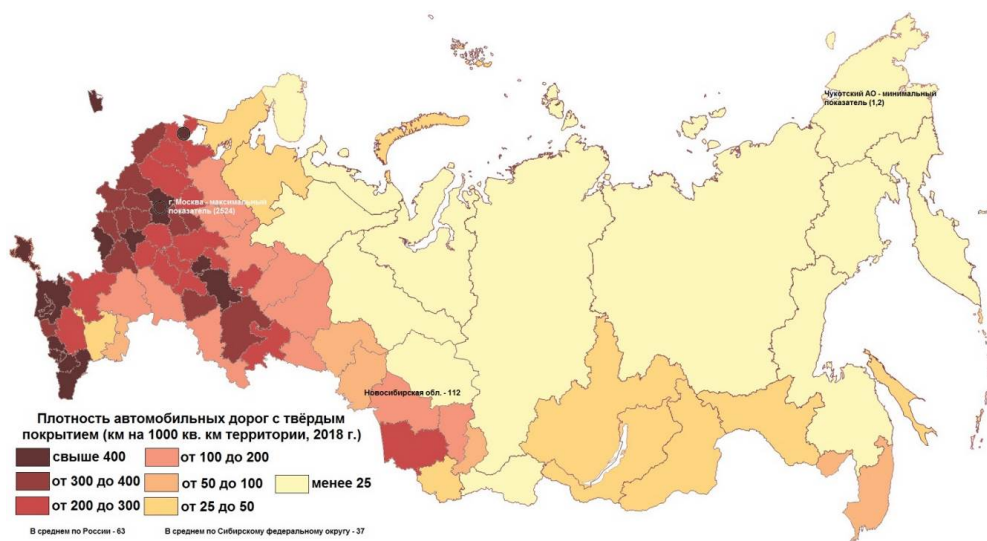 Чукотский АО - минимальный
показатель (1,2)
г. Москва - максимальный
показатель (2524)
Новосибирская обл. - 112
Плотность автомобильных дорог с твёрдым
покрытием (км на 1000 кв. км территории, 2018 г.)
свыше 400
от 100 до 200
от 300 до 400
от 50 до 100
менее 25
от 200 до 300
от 25 до 50
В среднем по России - 63
В среднем по Сибирскому федеральному округу - 37